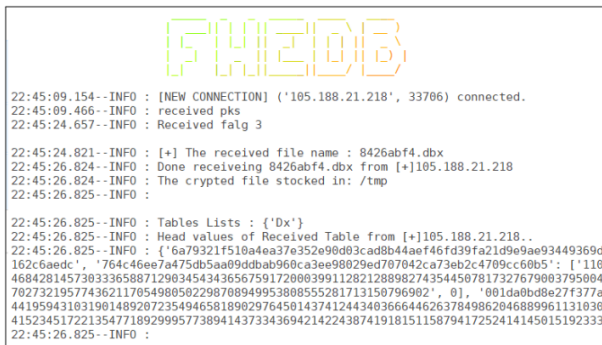 FHEDB
22:45:09.154--INFO : [NEW CONNECTION] ('105.188.21.218', 33706) connected.
22:45:09.466--INFO : received pks
22:45:24.657--INFO : Received falg 3
22:45:24.821--INFO : [+] The received file name : 8426abf4.dbx
22:45:26.824--INFO : Done receiveing 8426abf4.dbx from [+]105.188.21.218
22:45:26.824--INFO : The crypted file stocked in: /tmp
22:45:26.825--INFO :
22:45:26.825--INFO : Tables Lists : {'Dx'}
22:45:26.825--INFO : Head values of Received Table from [+]105.188.21.218..
22:45:26.825--INFO : {'6a79321f510a4ea37e352e90d03cad8b44aef46fd39fa21d9e9ae93449369d
162c6aedc', '764c46ee7a475db5aa09ddbab960ca3ee98029ed707042ca73eb2c4709cc60b5': ['110
4684281457303336588712903454343656759172000399112821288982743544507817327679003795004
702732195774362117054980502298708949953808555281713150796902', 0], '001da0bd8e27f377a
4419594310319014892072354946581890297645014374124434036664462637849862046889961131030
4152345172213547718929995773894143733436942142243874191815115879417252414145015192333
22:45:26.825--INFO :